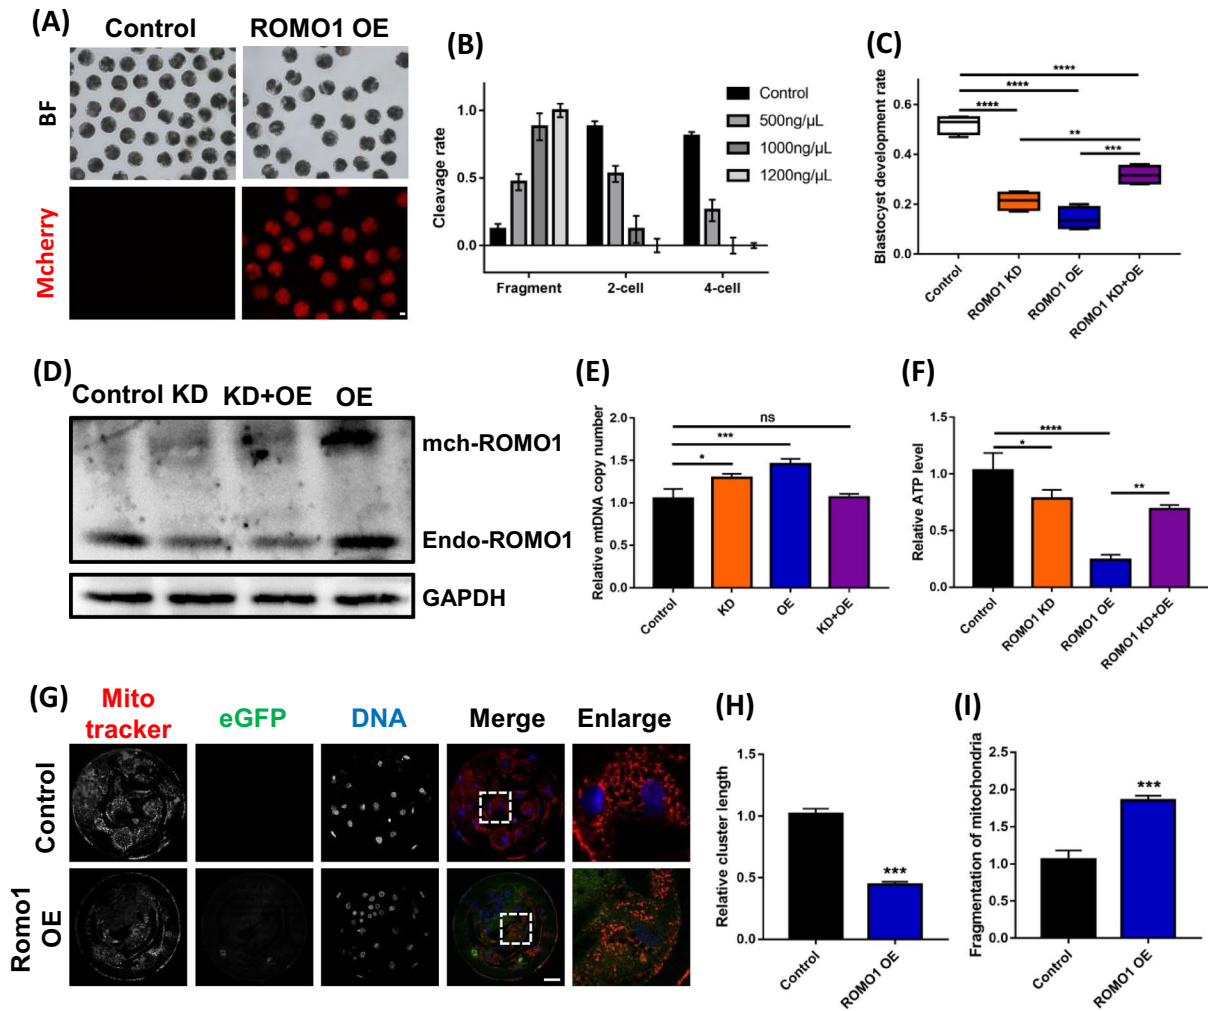 (A)
Control
ROMO1 OE
BF
Mcherry
(B)
Cleavage rate
1.0
0.5
0.0
Control
500ng/μL
1000ng/μL
1200ng/μL
Fragment
2-cell
4-cell
(C)
Blastocyst development rate
0.6
0.4
0.2
0.0
****
****
****
**
***
Control
ROMO1 KD
ROMO1 OE
ROMO1 KD+OE
(D)
Control KD KD+OE OE
mch-ROMO1
Endo-ROMO1
GAPDH
(E)
Relative mtDNA copy number
2.0
1.5
1.0
0.5
0.0
ns
***
*
Control
KD
OE
KD+OE
(F)
Relative ATP level
1.5
1.0
0.5
0.0
****
*
**
Control
ROMO1 KD
ROMO1 OE
ROMO1 KD+OE
(G)
Mito
tracker
eGFP
DNA
Merge
Enlarge
Control
Romo1
OE
(H)
Relative cluster length
1.5
1.0
0.5
0.0
***
Control
ROMO1 OE
(I)
Fragmentation of mitochondria
2.5
2.0
1.5
1.0
0.5
0.0
***
Control
ROMO1 OE